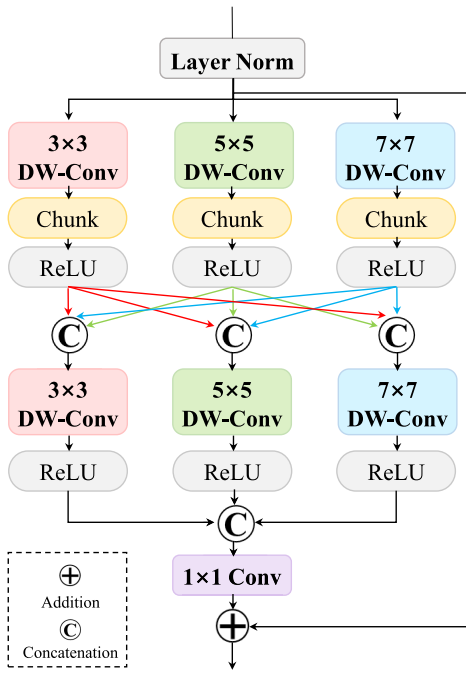 Layer Norm
3×3
DW-Conv
5×5
DW-Conv
7×7
DW-Conv
Chunk
Chunk
Chunk
ReLU
ReLU
ReLU
C
C
C
3×3
DW-Conv
5×5
DW-Conv
7×7
DW-Conv
ReLU
ReLU
ReLU
C
1×1 Conv
+
+
Addition
C
Concatenation